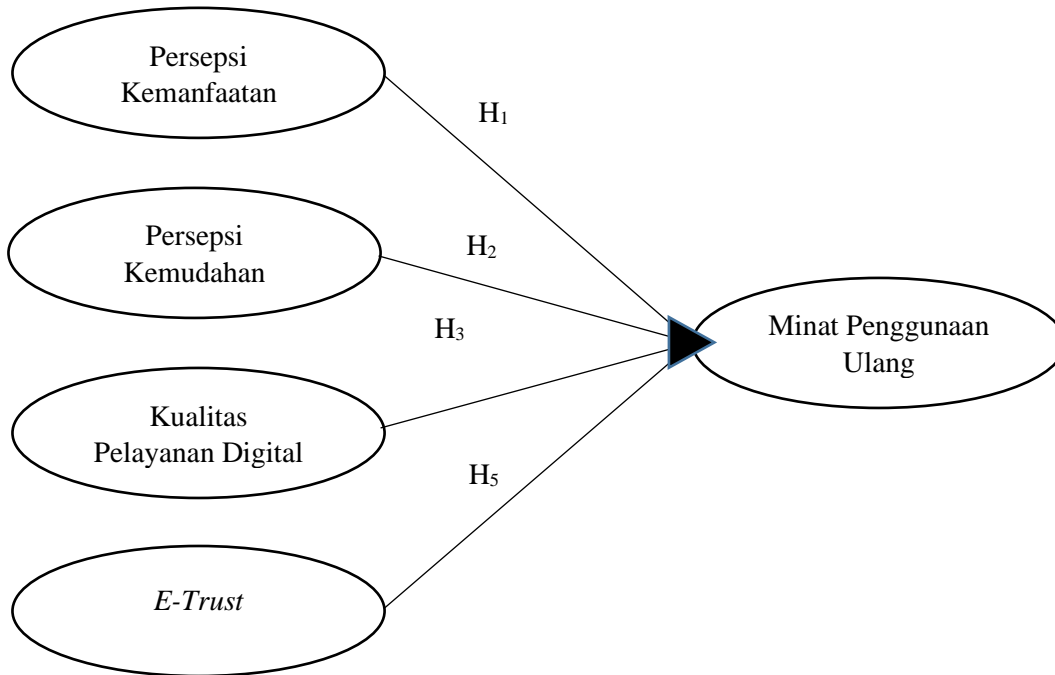 Persepsi
Kemanfaatan
H₁
Persepsi
Kemudahan
H₂
H₃
Minat Penggunaan
Ulang
Kualitas
Pelayanan Digital
H₅
E-Trust